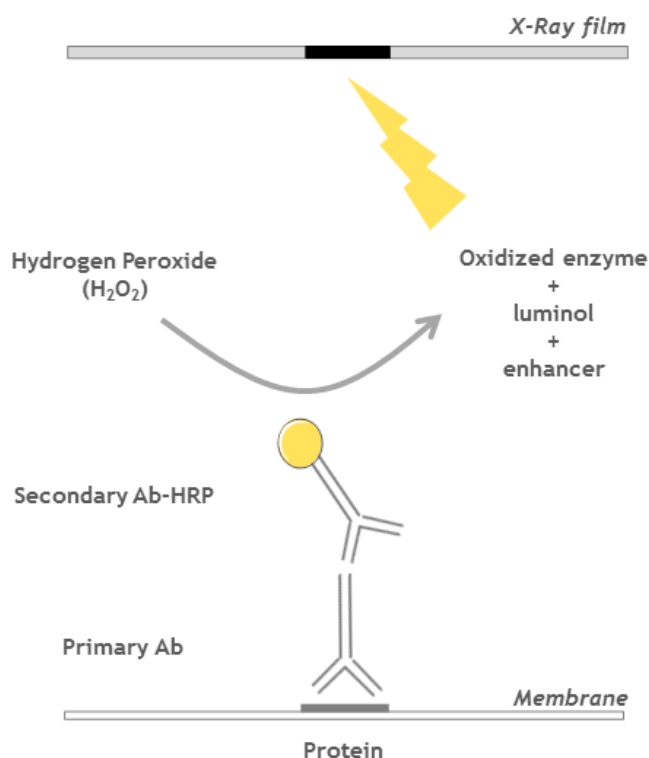 X-Ray film
Hydrogen Peroxide
(H₂O₂)
Oxidized enzyme
+
luminol
+
enhancer
Secondary Ab-HRP
Primary Ab
Membrane
Protein